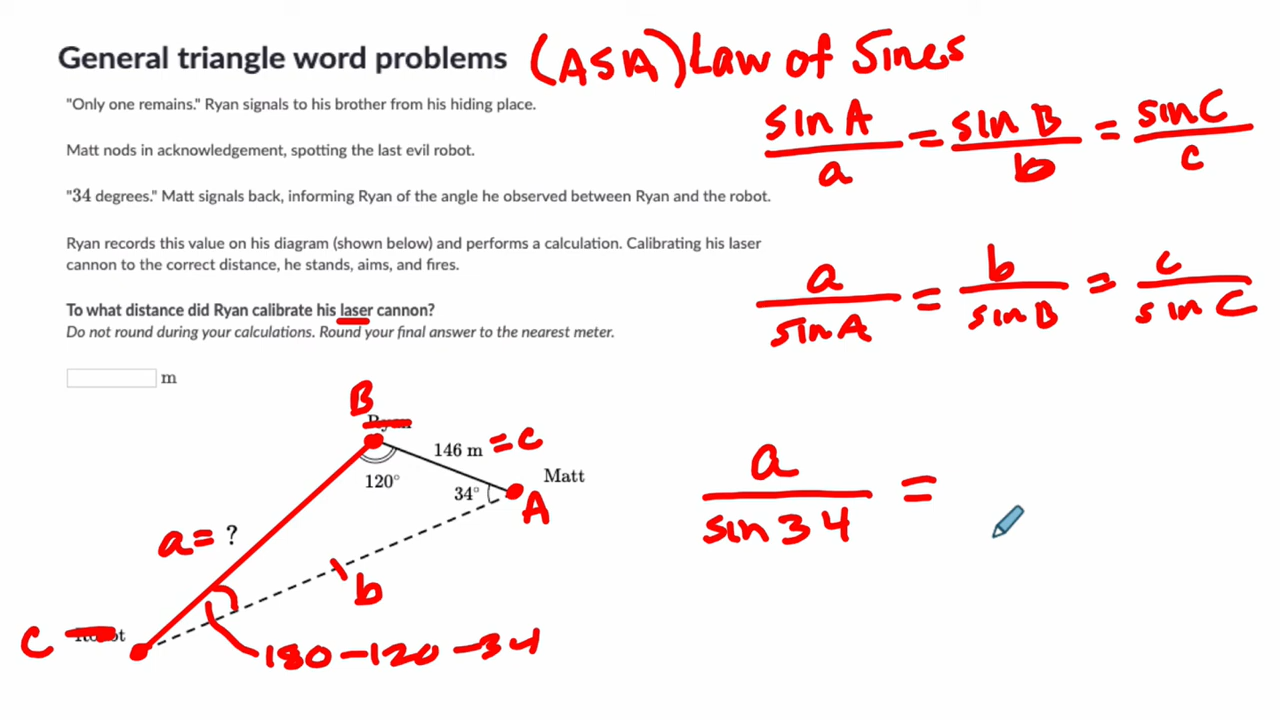 General triangle word problems (ASA) Law of Sines
"Only one remains." Ryan signals to his brother from his hiding place.
Matt nods in acknowledgement, spotting the last evil robot.
"34 degrees." Matt signals back, informing Ryan of the angle he observed between Ryan and the robot.
Ryan records this value on his diagram (shown below) and performs a calculation. Calibrating his laser
cannon to the correct distance, he stands, aims, and fires.
To what distance did Ryan calibrate his laser cannon?
Do not round during your calculations. Round your final answer to the nearest meter.
m
sin A / a = sin B / b = sin C / c
a / sin A = b / sin B = c / sin C
a / sin 34 =
B
146 m = c
Matt
120°
34°
A
a = ?
b
C
180 - 120 - 34